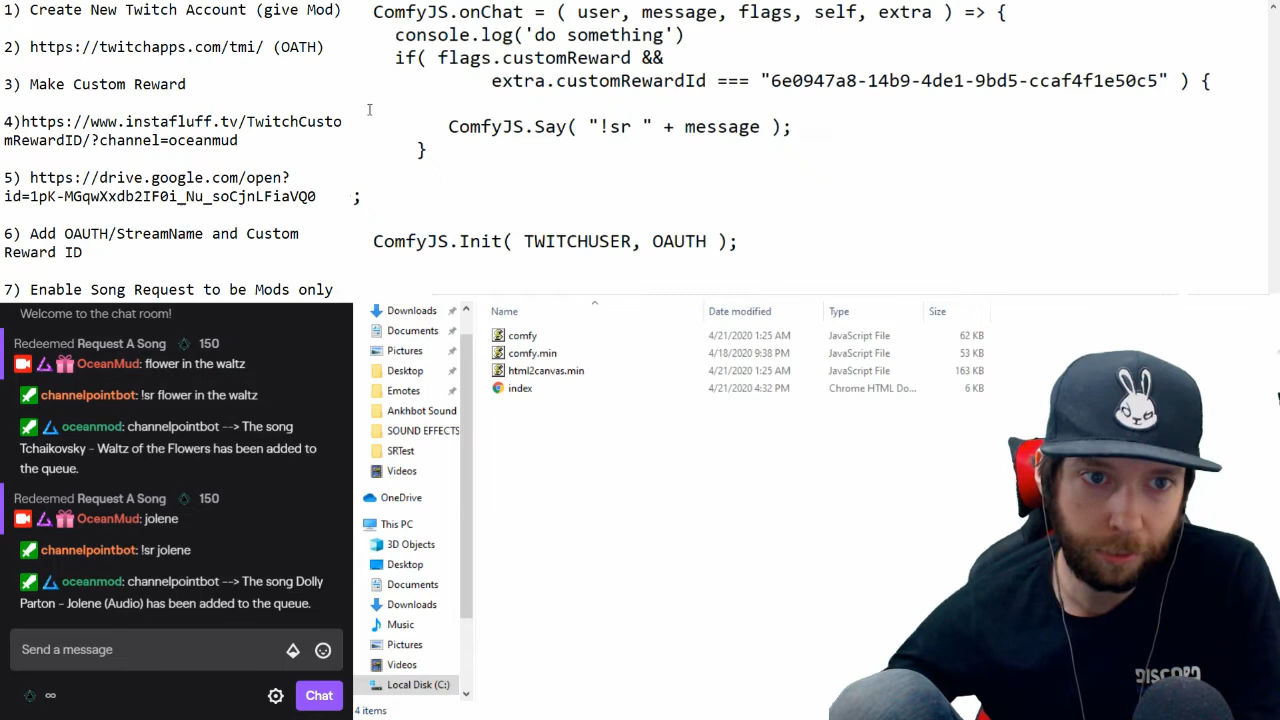 1) Create New Twitch Account (give Mod)
2) https://twitchapps.com/tmi/ (OATH)
3) Make Custom Reward
4)https://www.instafluff.tv/TwitchCusto
mRewardID/?channel=oceanmud
5) https://drive.google.com/open?
id=1pK-MGqwXxdb2IF0i_Nu_soCjnLFiaVQ0
6) Add OAUTH/StreamName and Custom
Reward ID
7) Enable Song Request to be Mods only
ComfyJS.onChat = ( user, message, flags, self, extra ) => {
console.log('do something')
if( flags.customReward &&
extra.customRewardId === "6e0947a8-14b9-4de1-9bd5-ccaf4f1e50c5" ) {
ComfyJS.Say( "!sr " + message );
}
;
ComfyJS.Init( TWITCHUSER, OAUTH );
Welcome to the chat room!
Redeemed Request A Song 150
OceanMud: flower in the waltz
channelpointbot: !sr flower in the waltz
oceanmod: channelpointbot --> The song
Tchaikovsky - Waltz of the Flowers has been added to
the queue.
Redeemed Request A Song 150
OceanMud: jolene
channelpointbot: !sr jolene
oceanmod: channelpointbot --> The song Dolly
Parton - Jolene (Audio) has been added to the queue.
Send a message
∞
Chat
Downloads
Documents
Pictures
Desktop
Emotes
Ankhbot Sound
SOUND EFFECTS
SRTest
Videos
OneDrive
This PC
3D Objects
Desktop
Documents
Downloads
Music
Pictures
Videos
Local Disk (C:)
4 items
Name Date modified Type Size
comfy 4/21/2020 1:25 AM JavaScript File 62 KB
comfy.min 4/18/2020 9:38 PM JavaScript File 53 KB
html2canvas.min 4/21/2020 1:25 AM JavaScript File 163 KB
index 4/21/2020 4:32 PM Chrome HTML Do... 6 KB
DISCORD